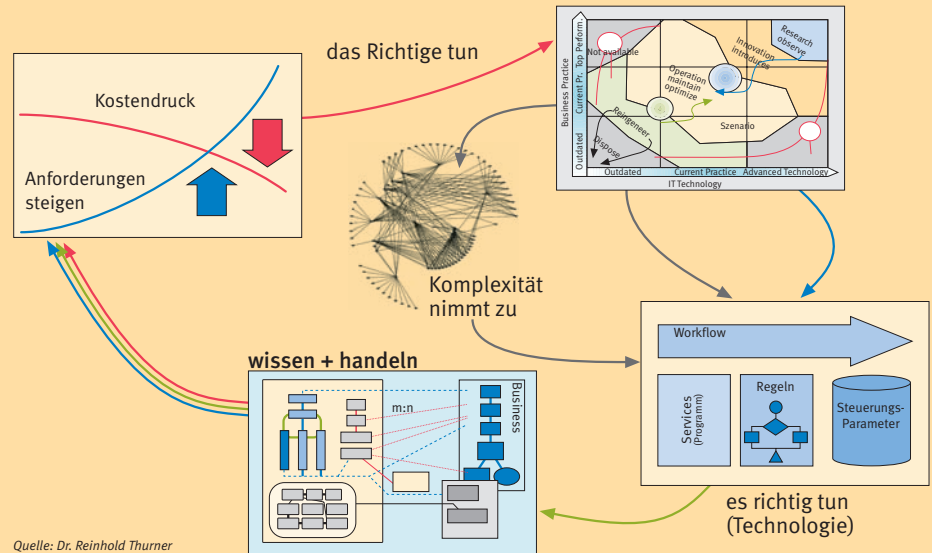 das Richtige tun
Kostendruck
Anforderungen
steigen
Business Practice
Outdated
Current Pr.
Top Perform.
Not available
Innovation
introduces
Research
observe
Operation
maintain
optimize
Reingeneer
Szenario
Dispose
Outdated
Current Practice
Advanced Technology
IT Technology
Komplexität
nimmt zu
Workflow
Services
(Programm)
Regeln
Steuerungs-
Parameter
wissen + handeln
m:n
Business
es richtig tun
(Technologie)
Quelle: Dr. Reinhold Thurner